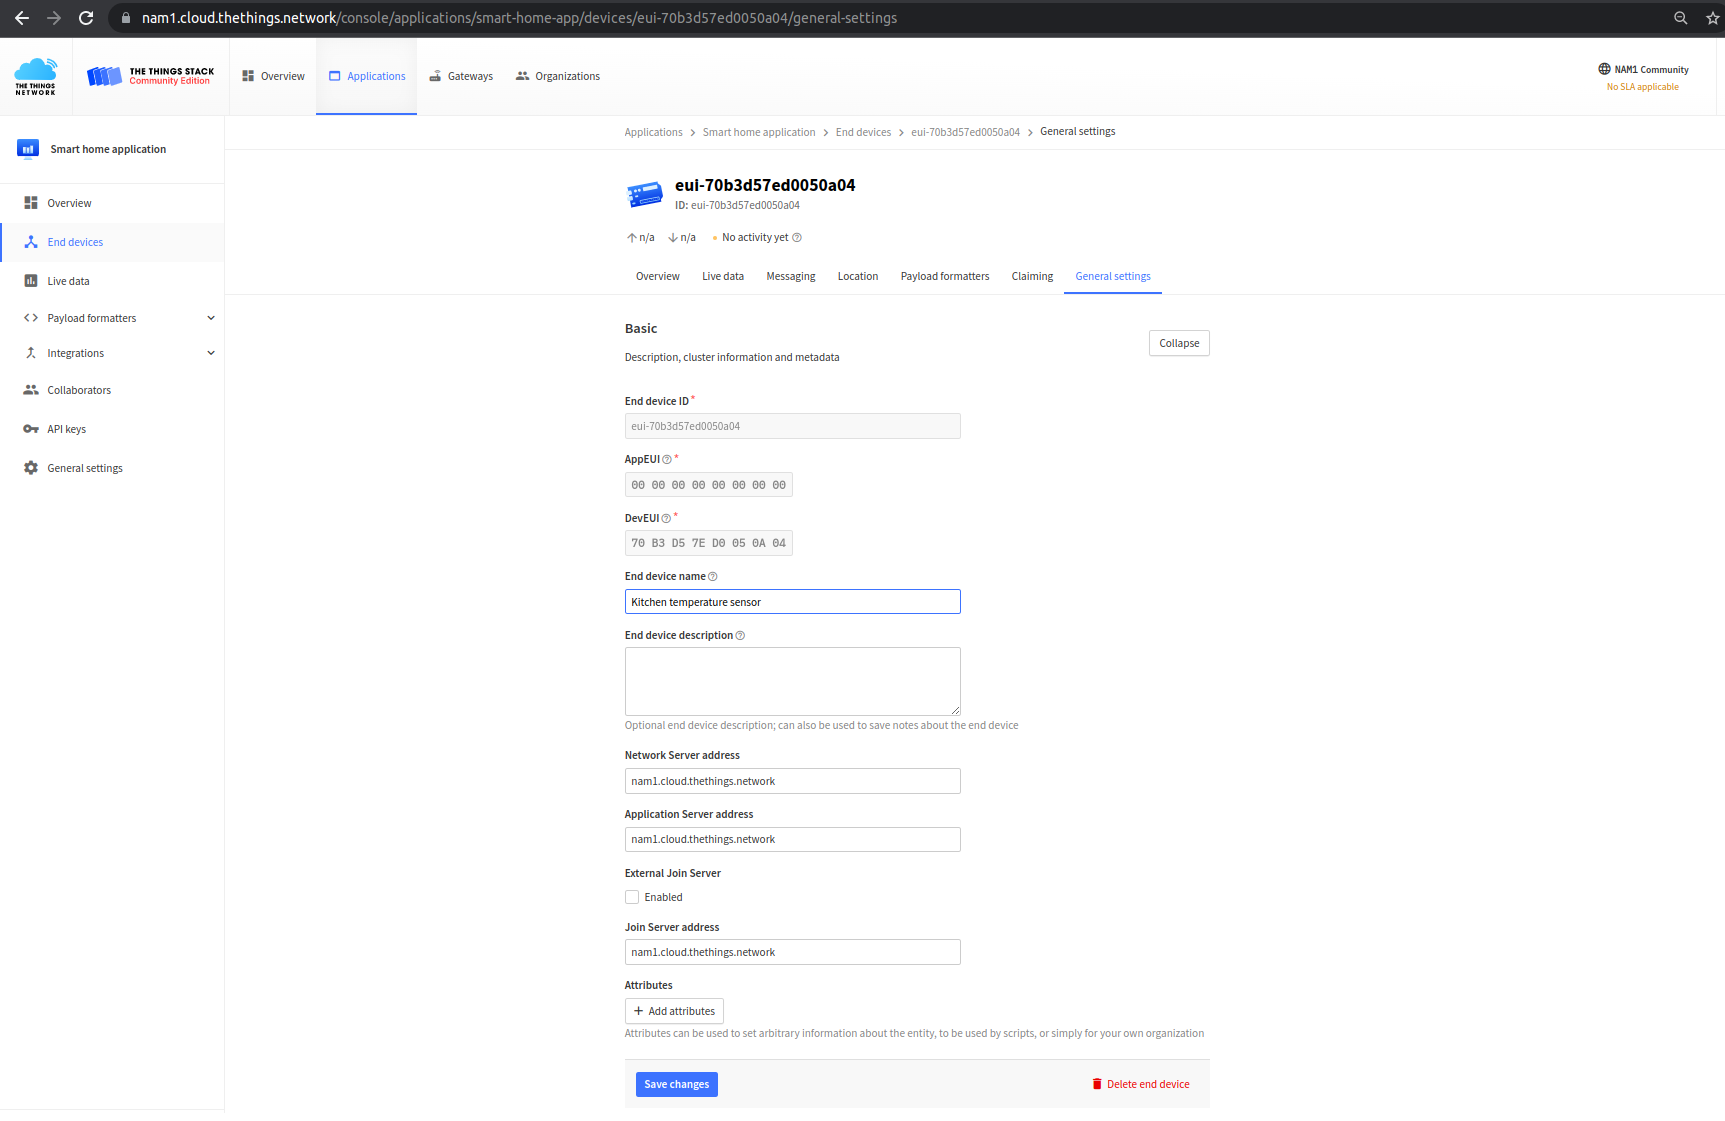 nam1.cloud.thethings.network/console/applications/smart-home-app/devices/eui-70b3d57ed0050a04/general-settings
THE THINGS
NETWORK
THE THINGS STACK
Community Edition
Overview
Applications
Gateways
Organizations
NAM1 Community
No SLA applicable
Smart home application
Overview
End devices
Live data
Payload formatters
Integrations
Collaborators
API keys
General settings
Applications > Smart home application > End devices > eui-70b3d57ed0050a04 > General settings
eui-70b3d57ed0050a04
ID: eui-70b3d57ed0050a04
n/a n/a No activity yet
Overview Live data Messaging Location Payload formatters Claiming General settings
Basic
Collapse
Description, cluster information and metadata
End device ID *
eui-70b3d57ed0050a04
AppEUI *
00 00 00 00 00 00 00 00
DevEUI *
70 B3 D5 7E D0 05 0A 04
End device name
Kitchen temperature sensor
End device description
Optional end device description; can also be used to save notes about the end device
Network Server address
nam1.cloud.thethings.network
Application Server address
nam1.cloud.thethings.network
External Join Server
Enabled
Join Server address
nam1.cloud.thethings.network
Attributes
+ Add attributes
Attributes can be used to set arbitrary information about the entity, to be used by scripts, or simply for your own organization
Save changes
Delete end device